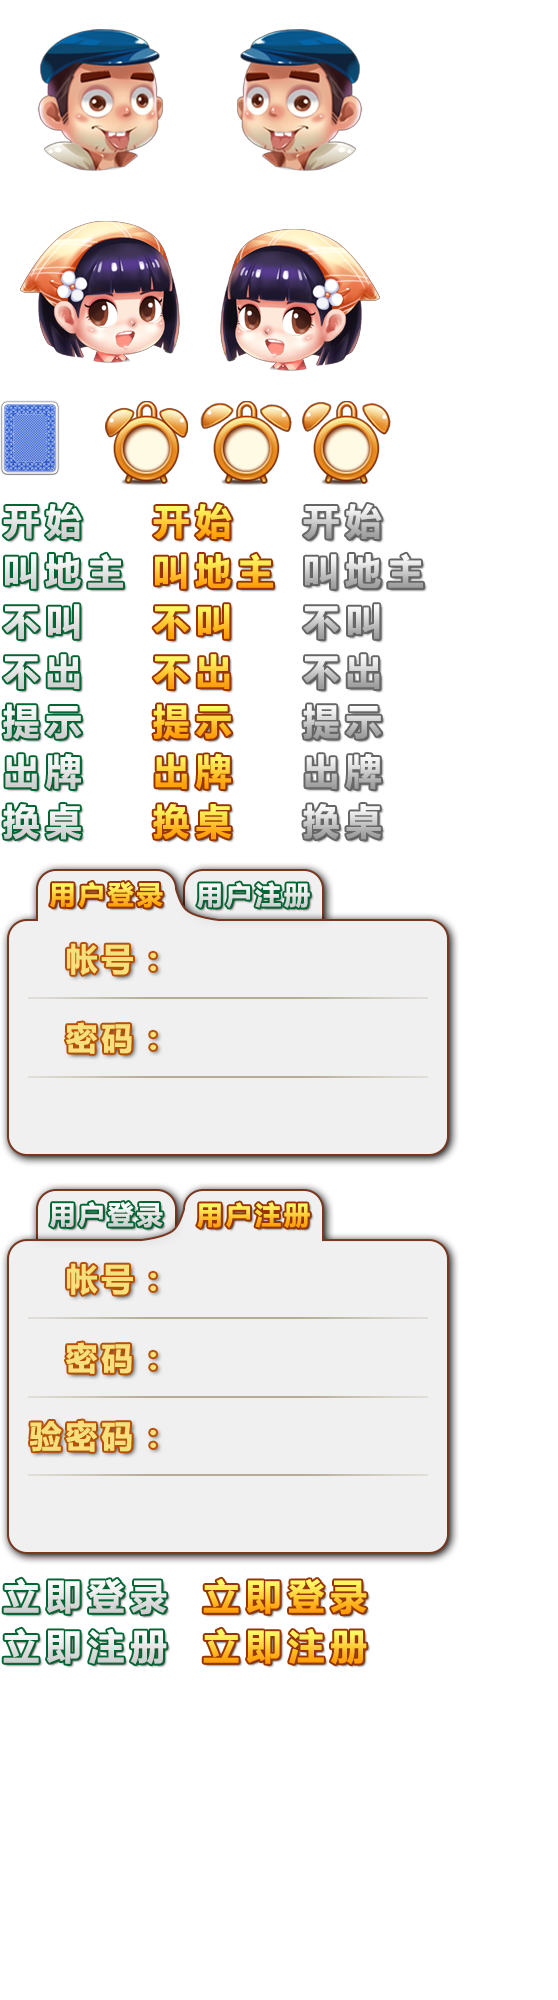 开始 开始 开始
叫地主 叫地主 叫地主
不叫 不叫 不叫
不出 不出 不出
提示 提示 提示
出牌 出牌 出牌
换桌 换桌 换桌
用户登录 用户注册
帐号：
密码：
用户登录 用户注册
帐号：
密码：
验密码：
立即登录 立即登录
立即注册 立即注册